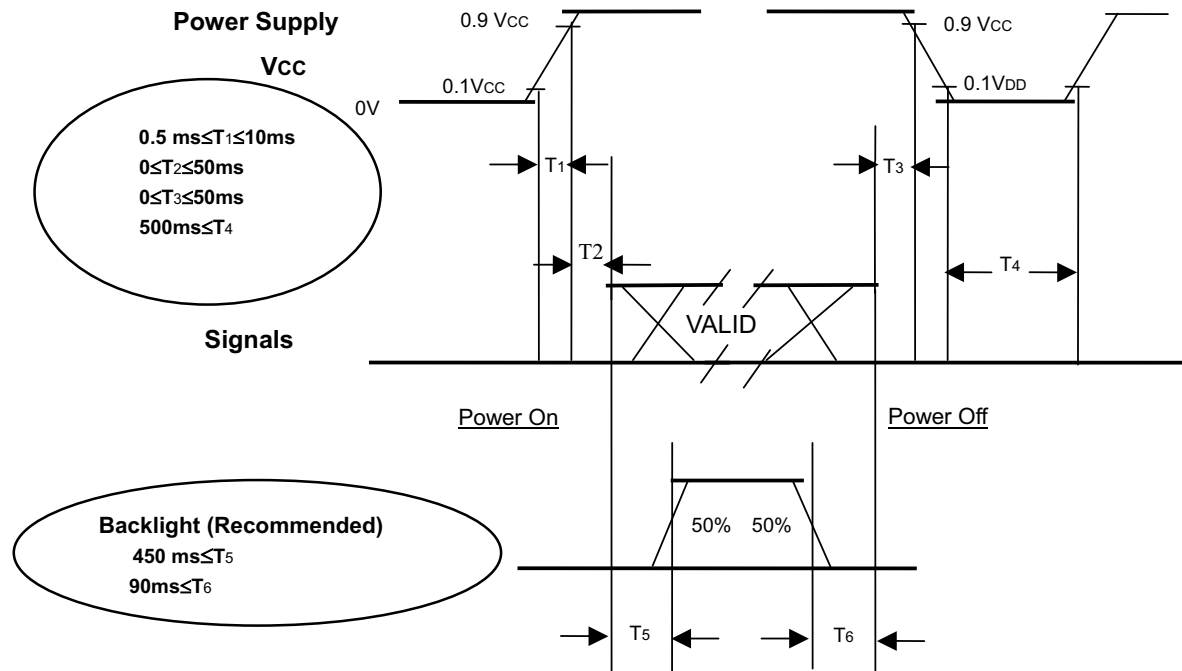 Power Supply
VCC
0V
0.1VCC
0.9 VCC
0.9 VCC
0.1VDD
0.5 ms≤T1≤10ms
0≤T2≤50ms
0≤T3≤50ms
500ms≤T4
T1
T2
T3
T4
VALID
Signals
Power On
Power Off
Backlight (Recommended)
450 ms≤T5
90ms≤T6
50% 50%
T5
T6